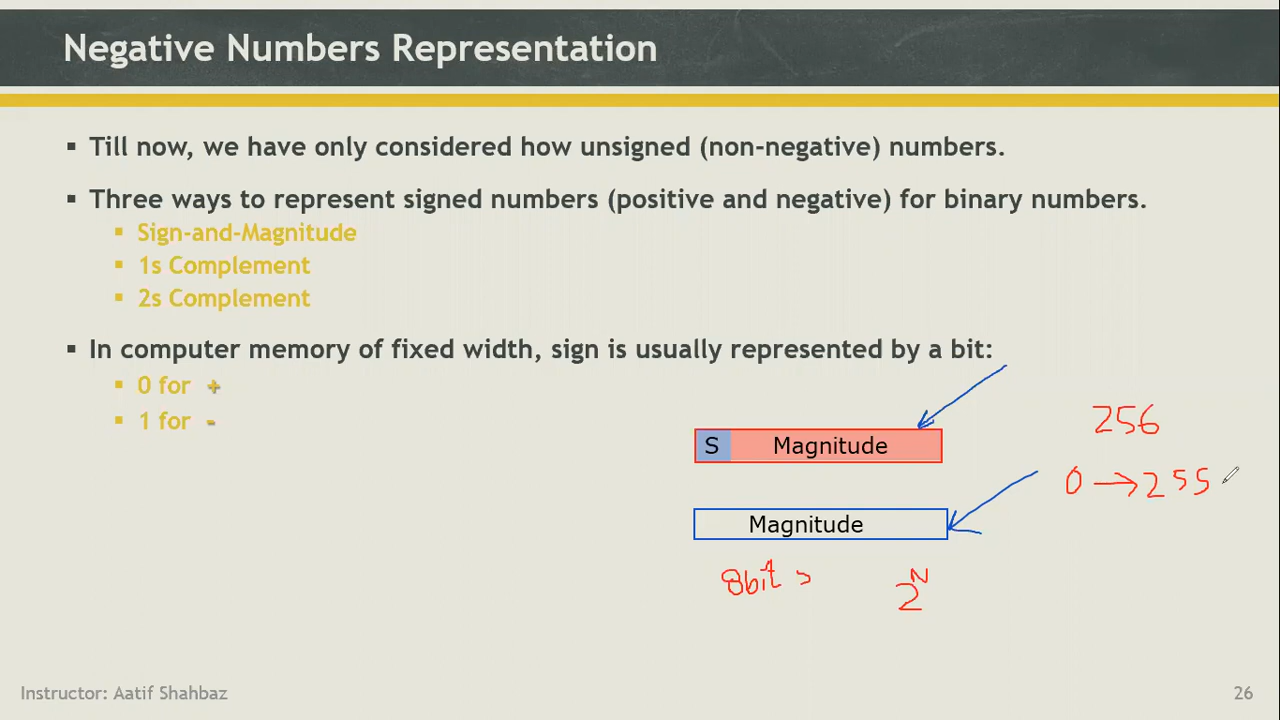 Negative Numbers Representation
▪ Till now, we have only considered how unsigned (non-negative) numbers.
▪ Three ways to represent signed numbers (positive and negative) for binary numbers.
▪ Sign-and-Magnitude
▪ 1s Complement
▪ 2s Complement
▪ In computer memory of fixed width, sign is usually represented by a bit:
▪ 0 for +
▪ 1 for -
S Magnitude
256
0 → 255
Magnitude
8bit >
2^N
Instructor: Aatif Shahbaz
26